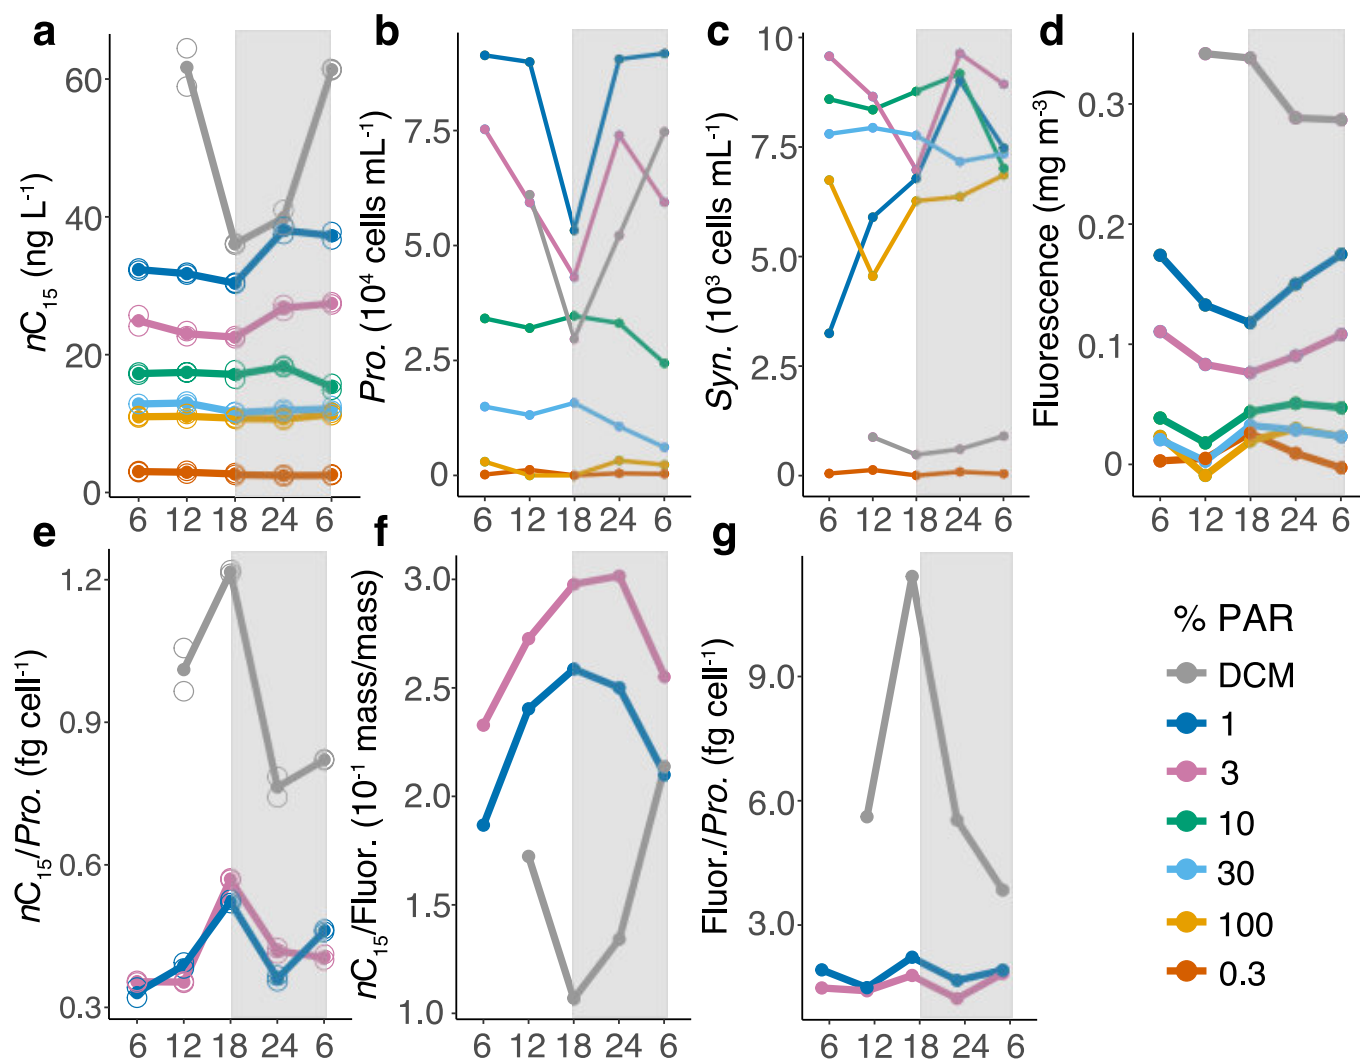 a
nC15 (ng L-1)
60
40
20
0
6 12 18 24 6
b
Pro. (10⁴ cells mL-1)
7.5
5.0
2.5
0
6 12 18 24 6
c
Syn. (10³ cells mL-1)
10
7.5
5.0
2.5
0
6 12 18 24 6
d
Fluorescence (mg m-3)
0.3
0.2
0.1
0
6 12 18 24 6
e
nC15/Pro. (fg cell-1)
1.2
0.9
0.6
0.3
6 12 18 24 6
f
nC15/Fluor. (10-1 mass/mass)
3.0
2.5
2.0
1.5
1.0
6 12 18 24 6
g
Fluor./Pro. (fg cell-1)
9.0
6.0
3.0
6 12 18 24 6
% PAR
DCM
1
3
10
30
100
0.3